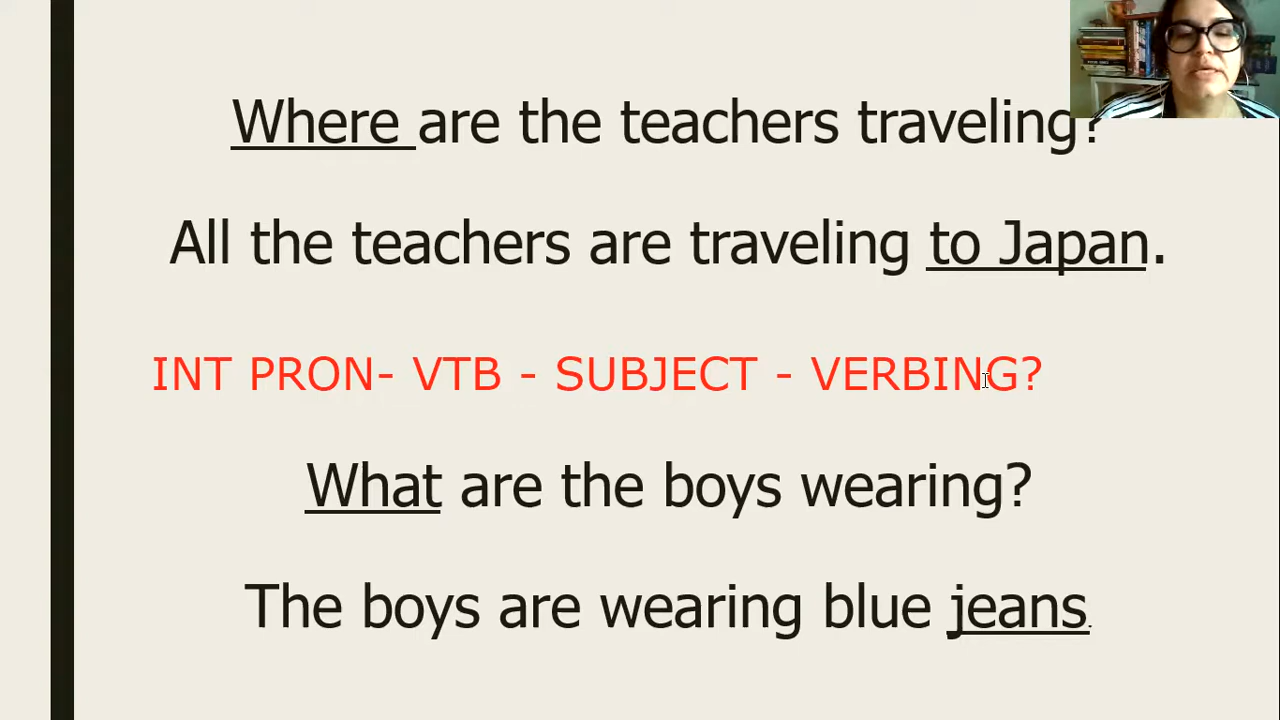 Where are the teachers traveling?
All the teachers are traveling to Japan.
INT PRON- VTB - SUBJECT - VERBING?
What are the boys wearing?
The boys are wearing blue jeans.